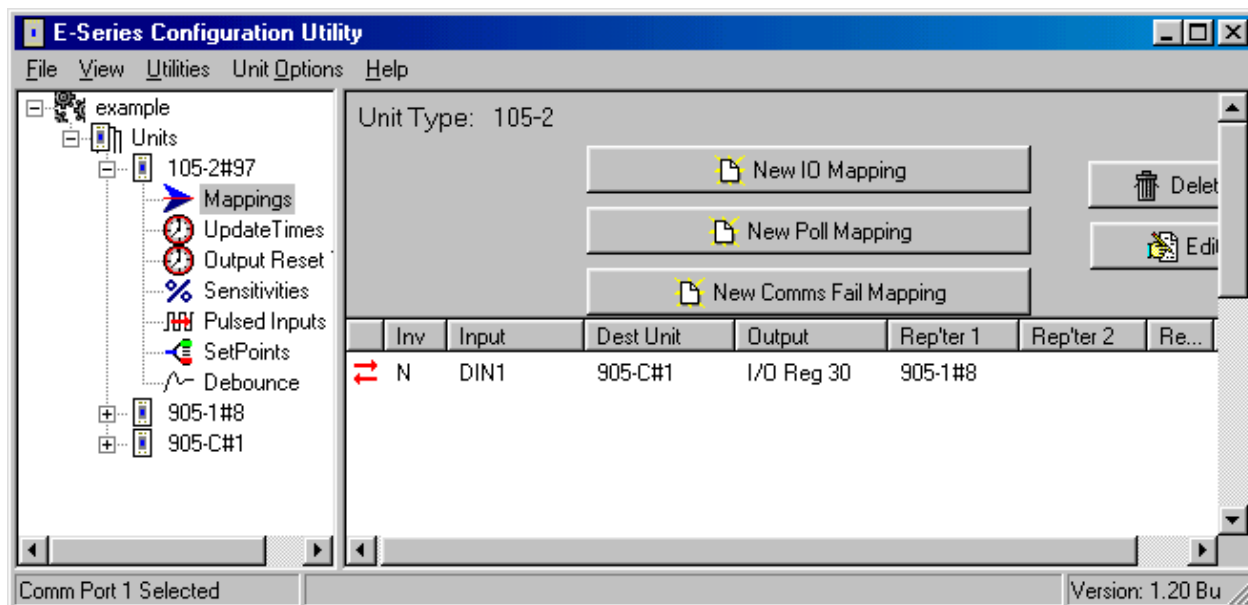 E-Series Configuration Utility
File View Utilities Unit Options Help
example
Units
105-2#97
Mappings
UpdateTimes
Output Reset
Sensitivities
Pulsed Inputs
SetPoints
Debounce
905-1#8
905-C#1
Unit Type: 105-2
New IO Mapping
New Poll Mapping
New Comms Fail Mapping
Delet
Edit
Inv Input Dest Unit Output Rep'ter 1 Rep'ter 2 Re...
N DIN1 905-C#1 I/O Reg 30 905-1#8
Comm Port 1 Selected
Version: 1.20 Bu